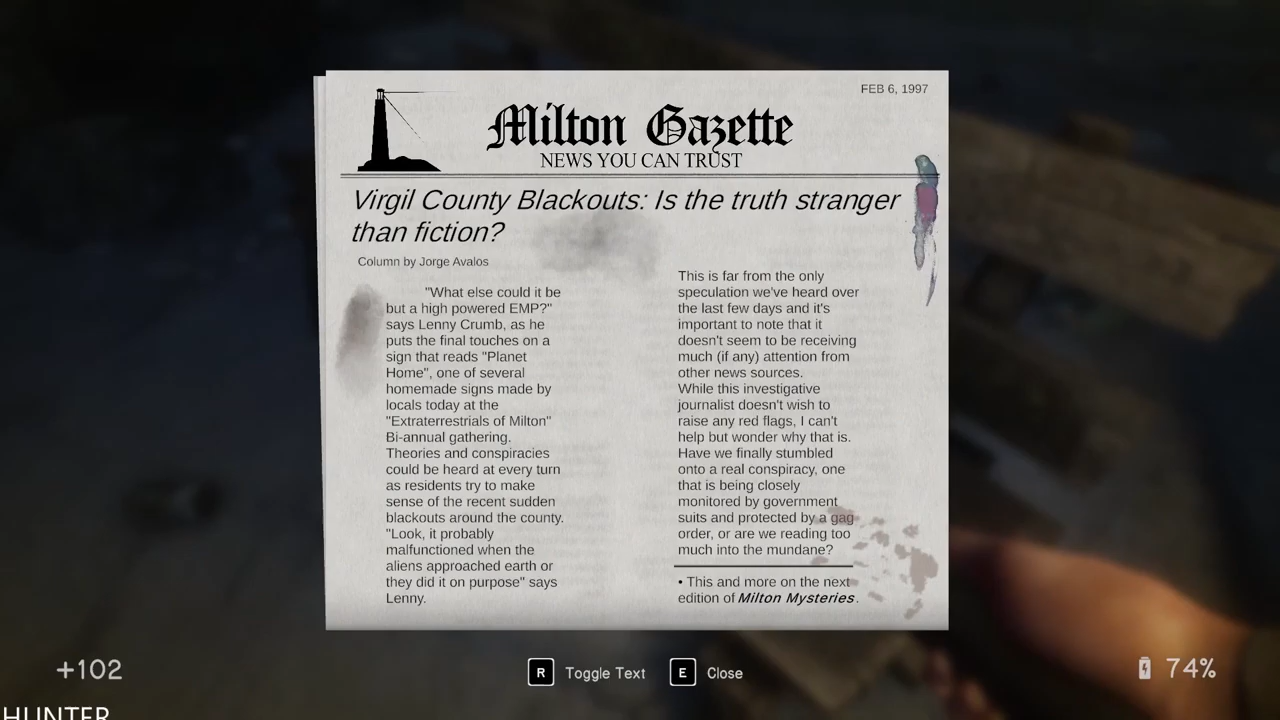 FEB 6, 1997
Milton Gazette
NEWS YOU CAN TRUST
Virgil County Blackouts: Is the truth stranger
than fiction?
Column by Jorge Avalos
"What else could it be
but a high powered EMP?"
says Lenny Crumb, as he
puts the final touches on a
sign that reads "Planet
Home", one of several
homemade signs made by
locals today at the
"Extraterrestrials of Milton"
Bi-annual gathering.
Theories and conspiracies
could be heard at every turn
as residents try to make
sense of the recent sudden
blackouts around the county.
"Look, it probably
malfunctioned when the
aliens approached earth or
they did it on purpose" says
Lenny.
This is far from the only
speculation we've heard over
the last few days and it's
important to note that it
doesn't seem to be receiving
much (if any) attention from
other news sources.
While this investigative
journalist doesn't wish to
raise any red flags, I can't
help but wonder why that is.
Have we finally stumbled
onto a real conspiracy, one
that is being closely
monitored by government
suits and protected by a gag
order, or are we reading too
much into the mundane?
• This and more on the next
edition of Milton Mysteries.
+102
R Toggle Text E Close
74%
HUNTER